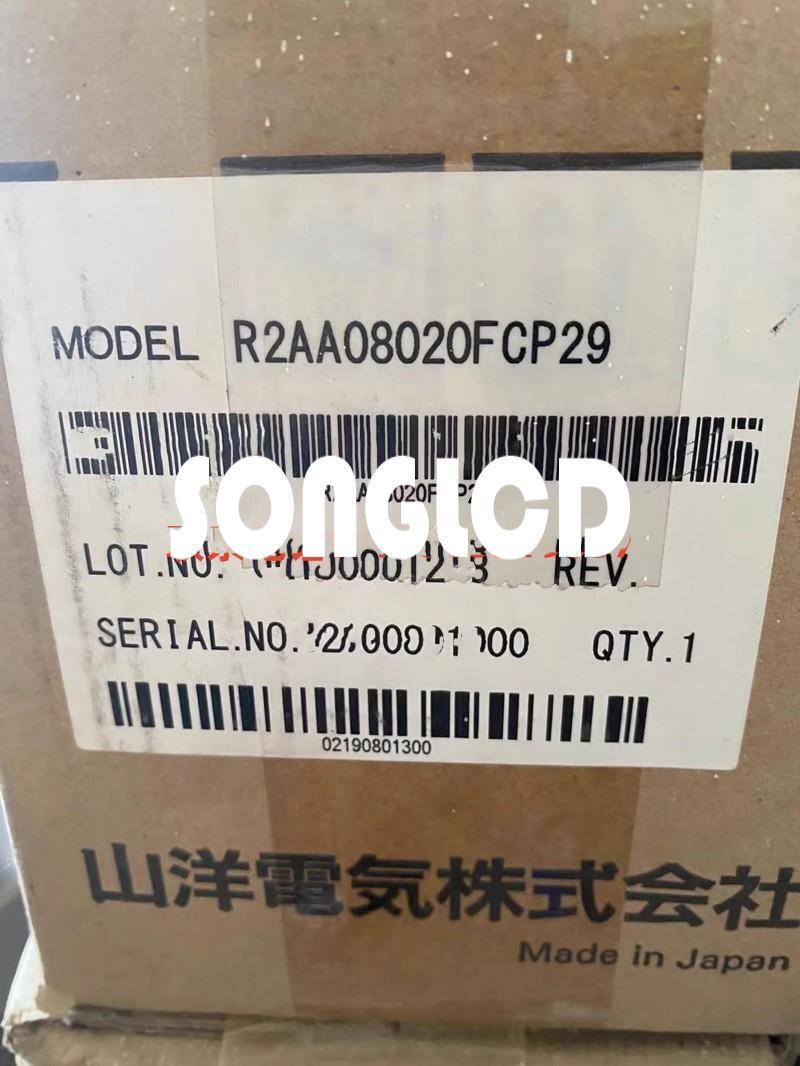 MODEL R2AA08020FCP29
SONGLCD
LOT.NO. REV.
SERIAL.NO. QTY.1
02190801300
山洋電気株式会社
Made in Japan